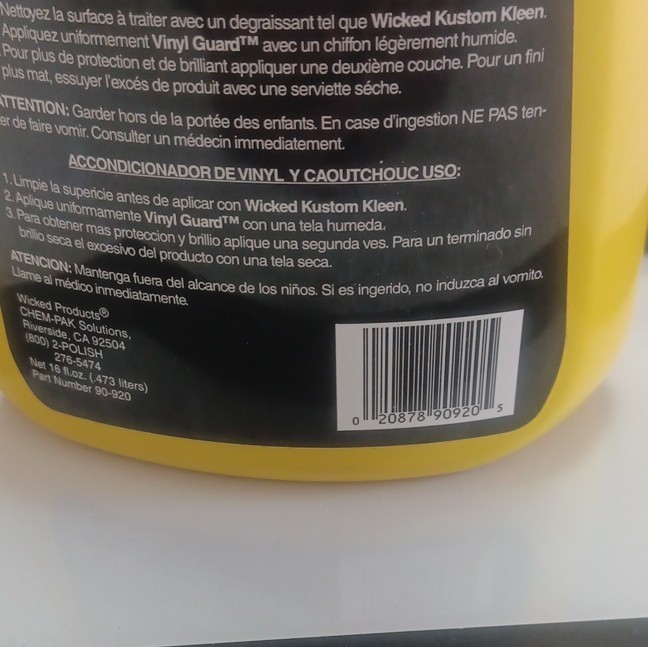 Nettoyez la surface à traiter avec un degraissant tel que Wicked Kustom Kleen.
Appliquez uniformement Vinyl Guard™ avec un chiffon légèrement humide.
Pour plus de protection et de brilliant appliquer une deuxième couche. Pour un fini
plus mat, essuyer l'excés de produit avec une serviette séche.
ATTENTION: Garder hors de la portée des enfants. En case d'ingestion NE PAS ten-
er de faire vomir. Consulter un médecin immediatement.
ACCONDICIONADOR DE VINYL Y CAOUTCHOUC USO:
1. Limpie la supericie antes de aplicar con Wicked Kustom Kleen.
2. Aplique uniformamente Vinyl Guard™ con una tela humeda.
3. Para obtener mas proteccion y brillio aplique una segunda ves. Para un terminado sin
brillio seca el excesivo del producto con una tela seca.
ATENCION: Mantenga fuera del alcance de los niños. Si es ingerido, no induzca al vomito.
Llame al médico inmediatamente.
Wicked Products®
CHEM-PAK Solutions,
Riverside, CA 92504
(800) 2-POLISH
276-5474
Net 16 fl.oz. (.473 liters)
Part Number 90-920
0 20878 90920 5